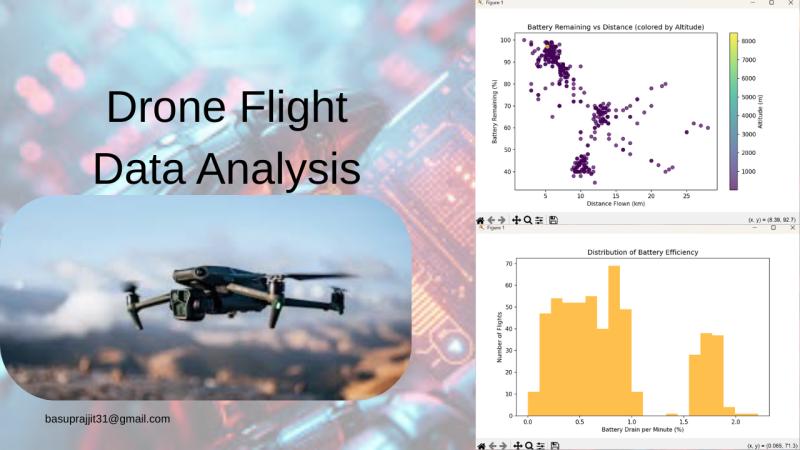 Drone Flight
Data Analysis
basuprajjit31@gmail.com
Figure 1
Battery Remaining vs Distance (colored by Altitude)
Battery Remaining (%)
100
90
80
70
60
50
40
5
10
15
20
25
Distance Flown (km)
8000
7000
6000
5000
4000
3000
2000
1000
Altitude (m)
(x, y) = (8.39, 92.7)
Figure 1
Distribution of Battery Efficiency
Number of Flights
70
60
50
40
30
20
10
0
0.0
0.5
1.0
1.5
2.0
Battery Drain per Minute (%)
(x, y) = (0.065, 71.3)